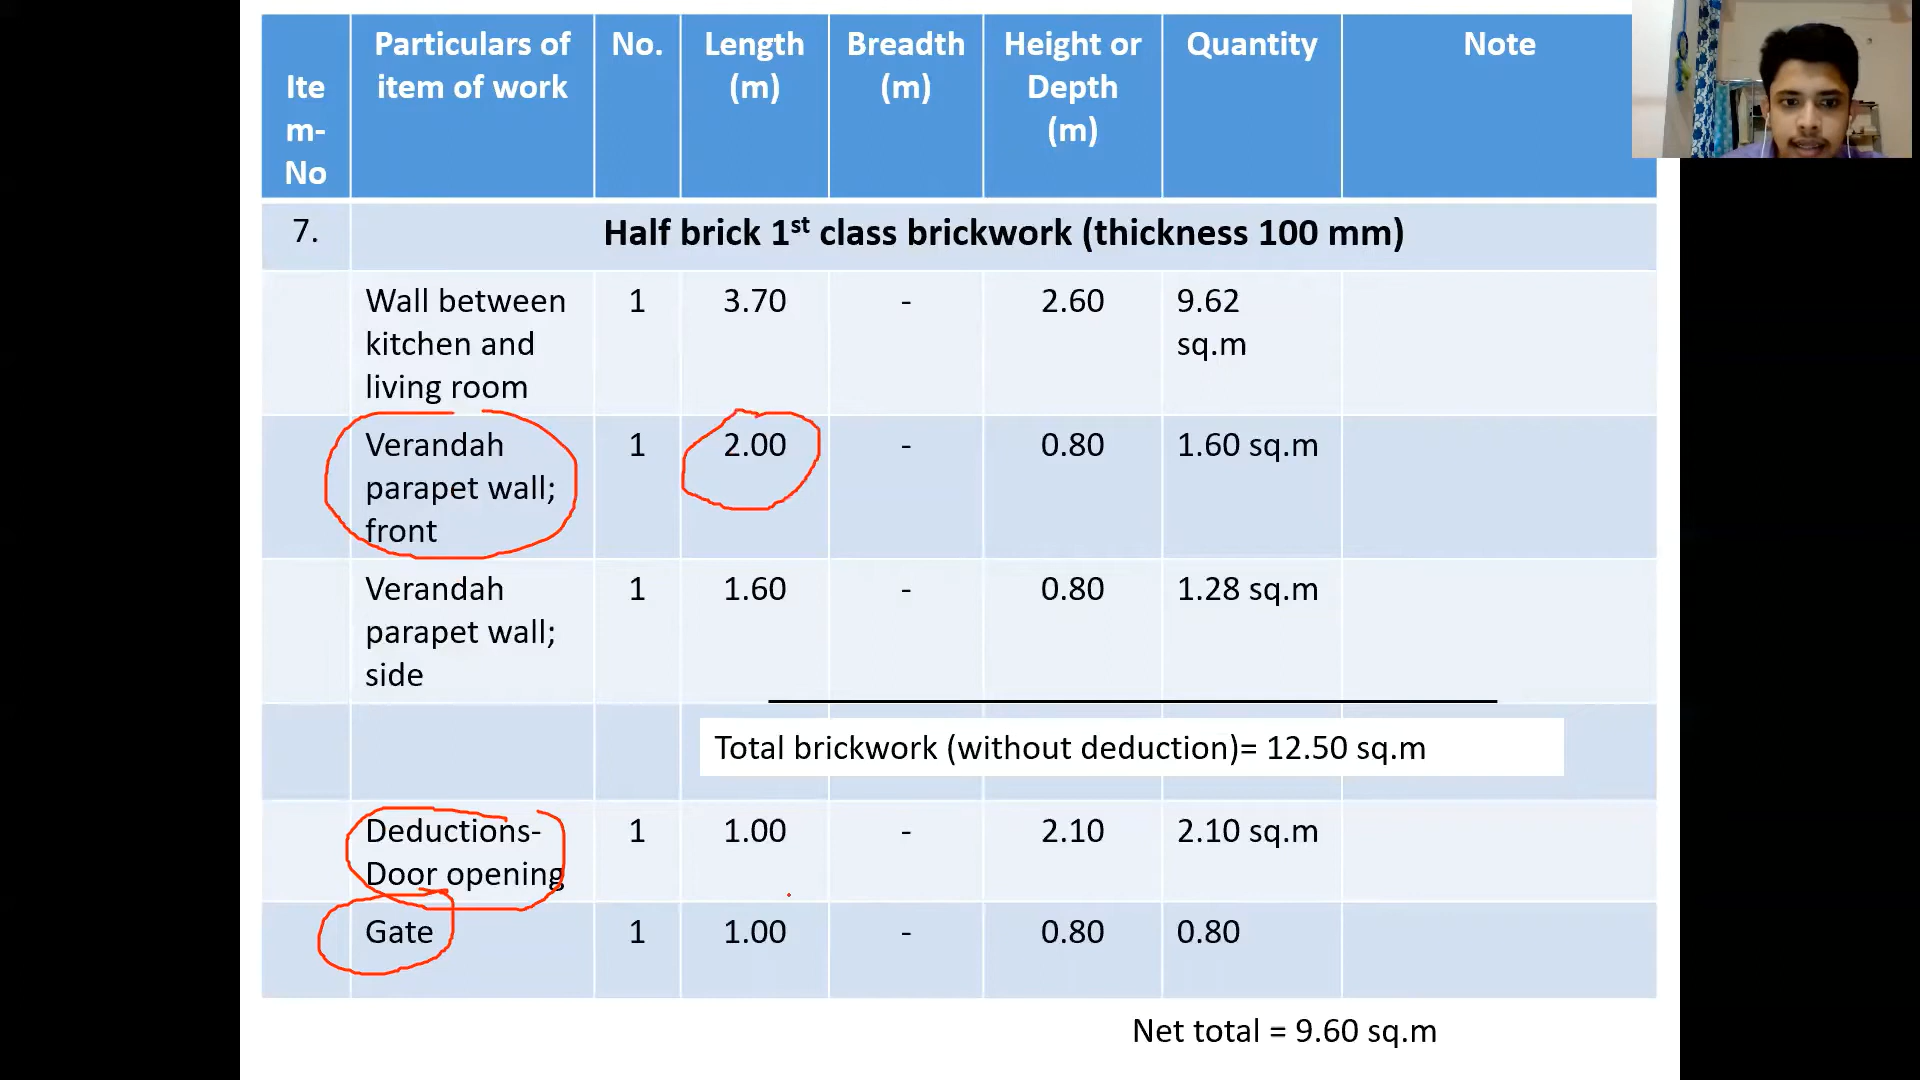 Ite
m-
No
Particulars of
item of work
No.
Length
(m)
Breadth
(m)
Height or
Depth
(m)
Quantity
Note
7.
Half brick 1st class brickwork (thickness 100 mm)
Wall between
kitchen and
living room
1
3.70
-
2.60
9.62
sq.m
Verandah
parapet wall;
front
1
2.00
-
0.80
1.60 sq.m
Verandah
parapet wall;
side
1
1.60
-
0.80
1.28 sq.m
Total brickwork (without deduction)= 12.50 sq.m
Deductions-
Door opening
1
1.00
-
2.10
2.10 sq.m
Gate
1
1.00
-
0.80
0.80
Net total = 9.60 sq.m